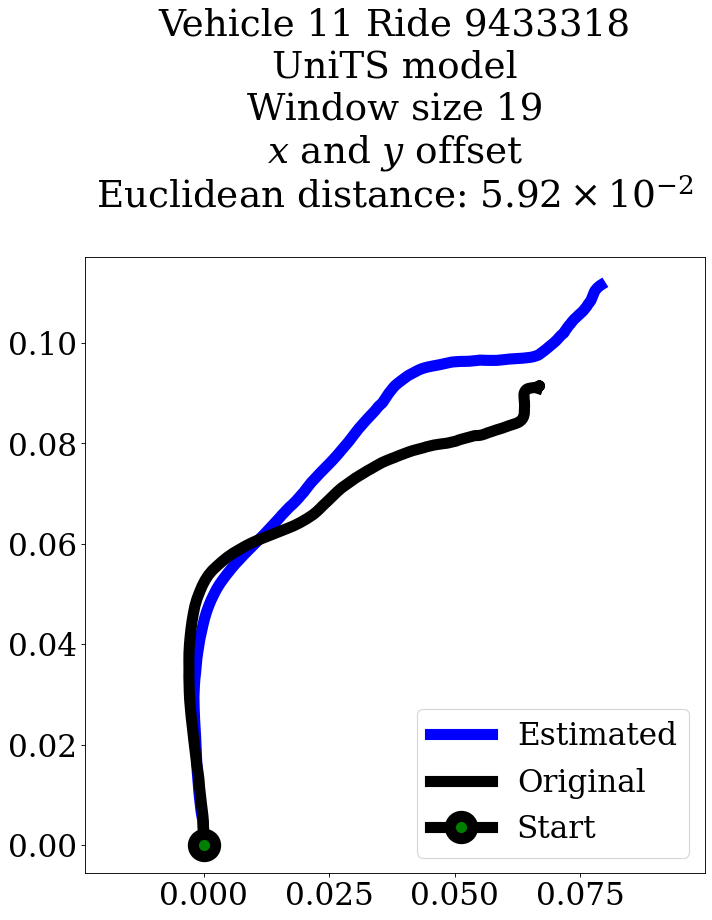 Vehicle 11 Ride 9433318
UniTS model
Window size 19
x and y offset
Euclidean distance: 5.92 × 10⁻²
0.10
0.08
0.06
0.04
0.02
0.00
Estimated
Original
Start
0.000 0.025 0.050 0.075